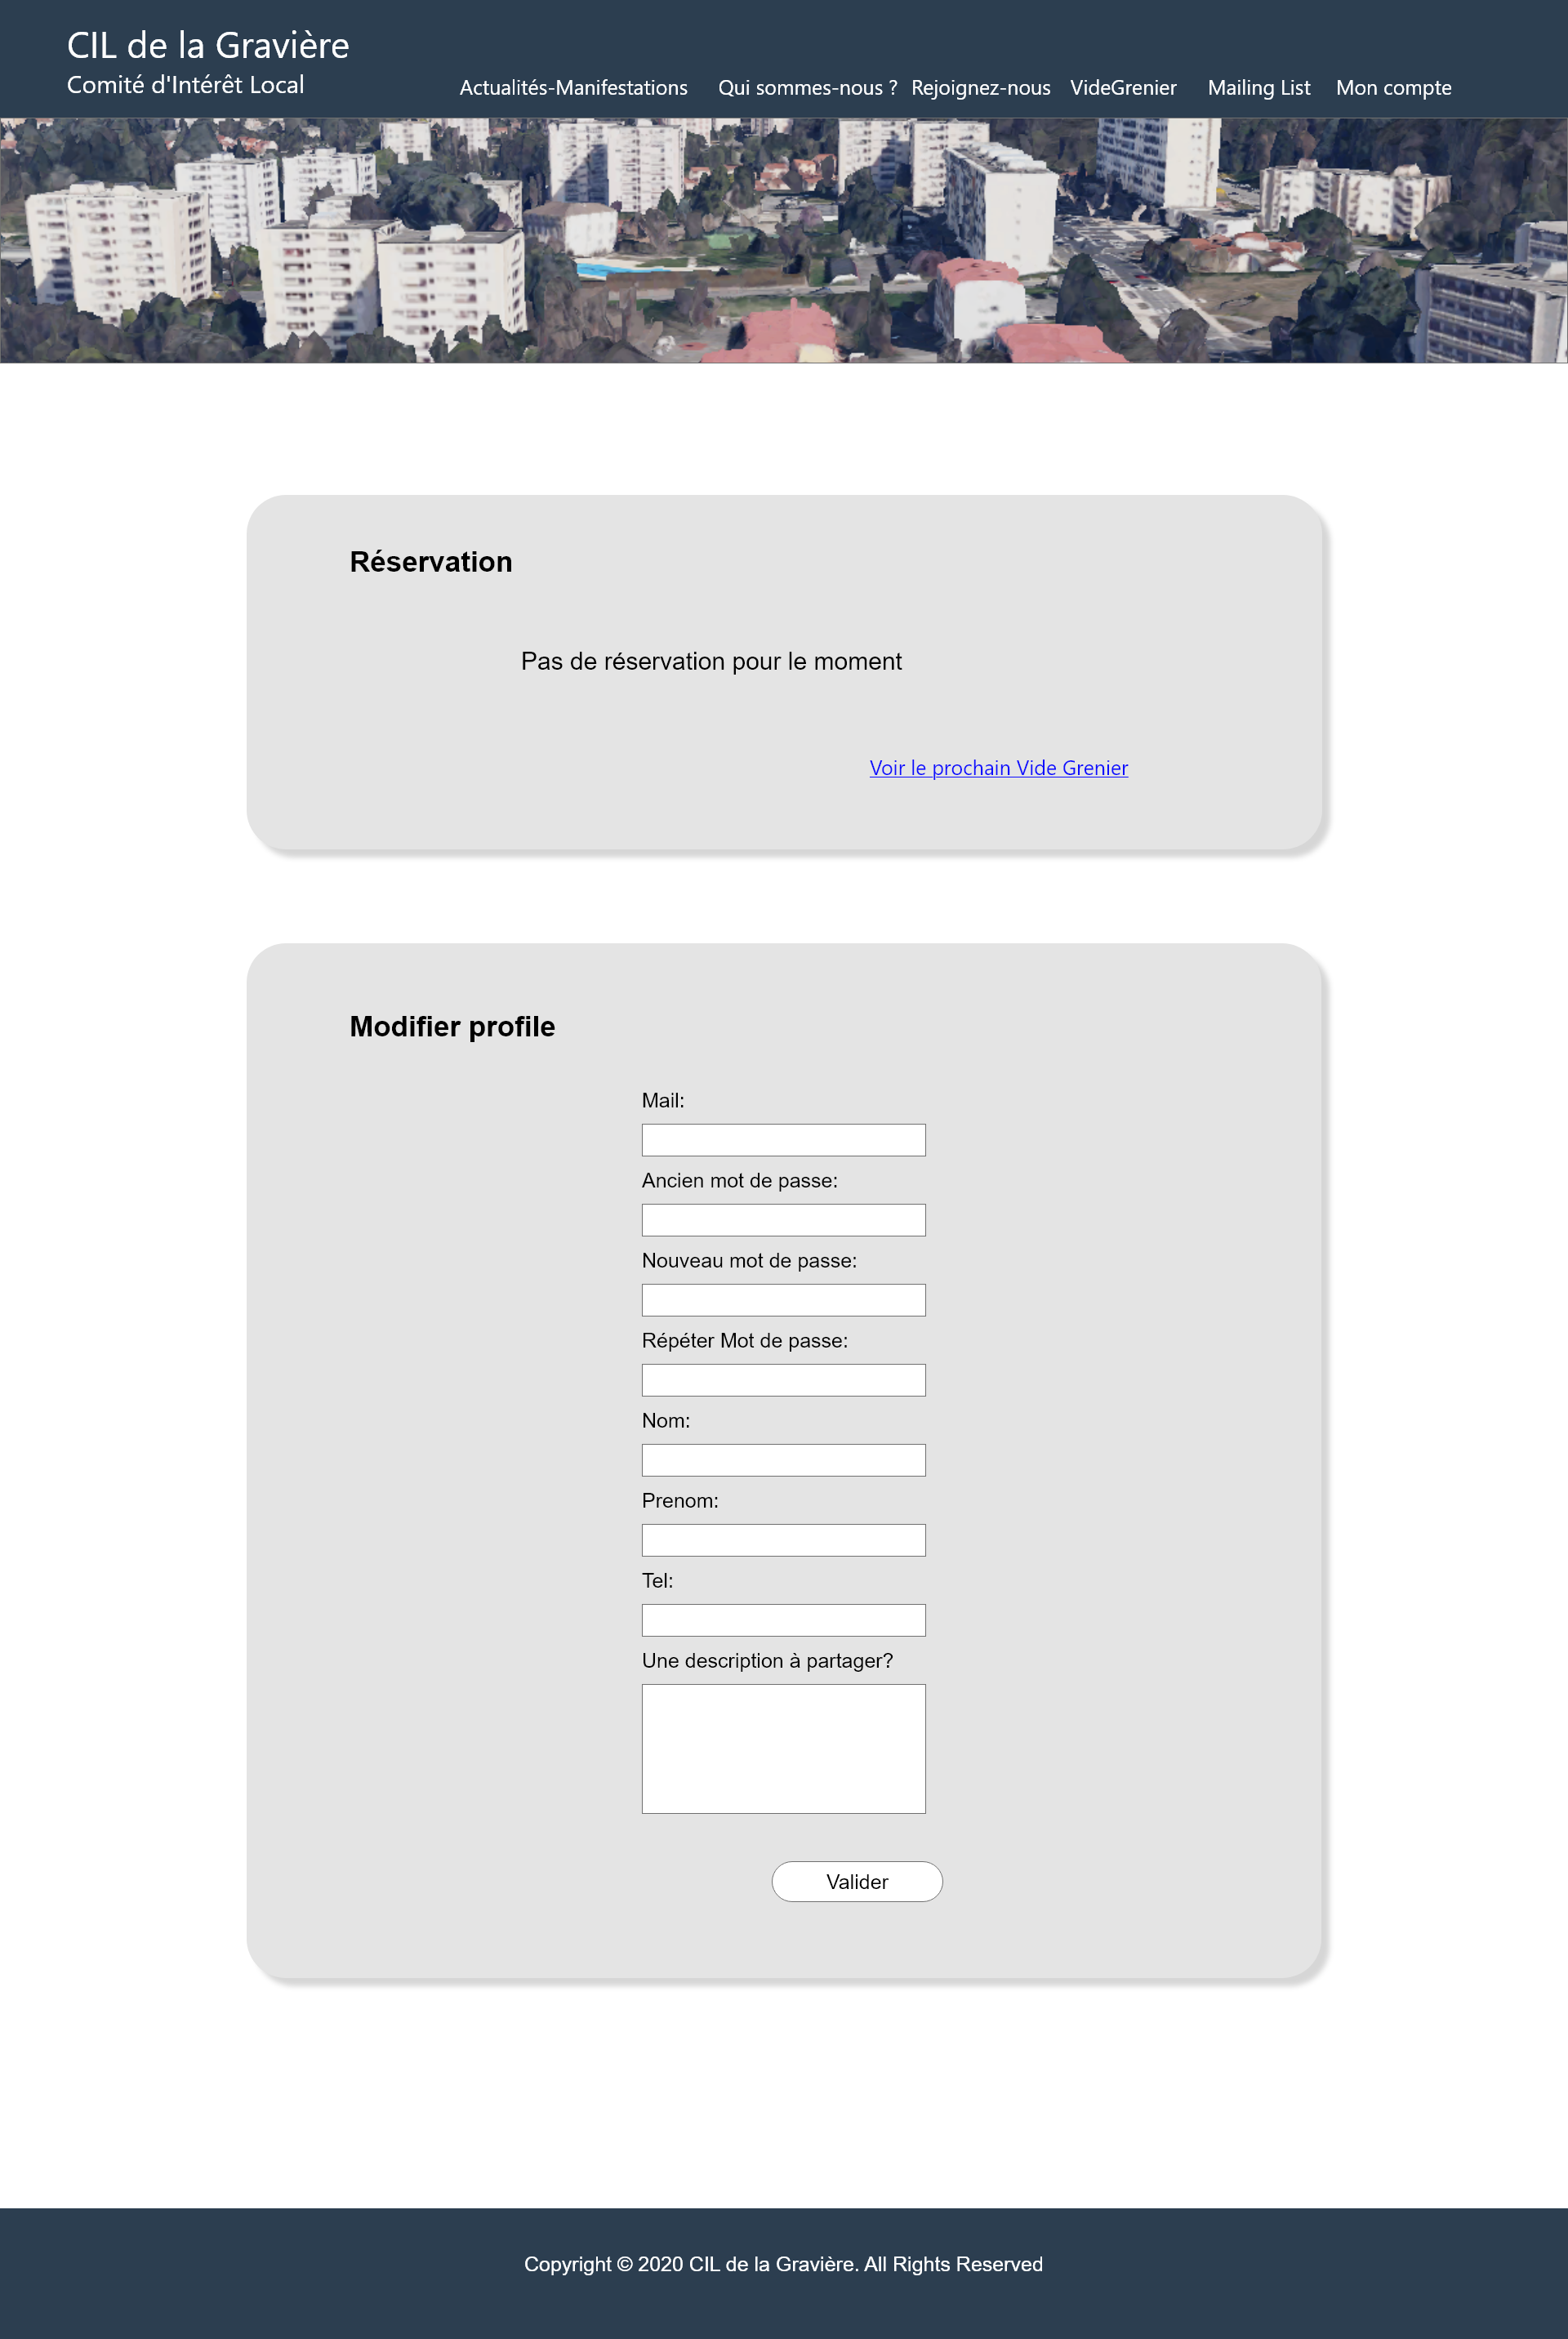 CIL de la Gravière
Comité d'Intérêt Local
Actualités-Manifestations Qui sommes-nous ? Rejoignez-nous VideGrenier Mailing List Mon compte
Réservation
Pas de réservation pour le moment
Voir le prochain Vide Grenier
Modifier profile
Mail:
Ancien mot de passe:
Nouveau mot de passe:
Répéter Mot de passe:
Nom:
Prenom:
Tel:
Une description à partager?
Valider
Copyright © 2020 CIL de la Gravière. All Rights Reserved